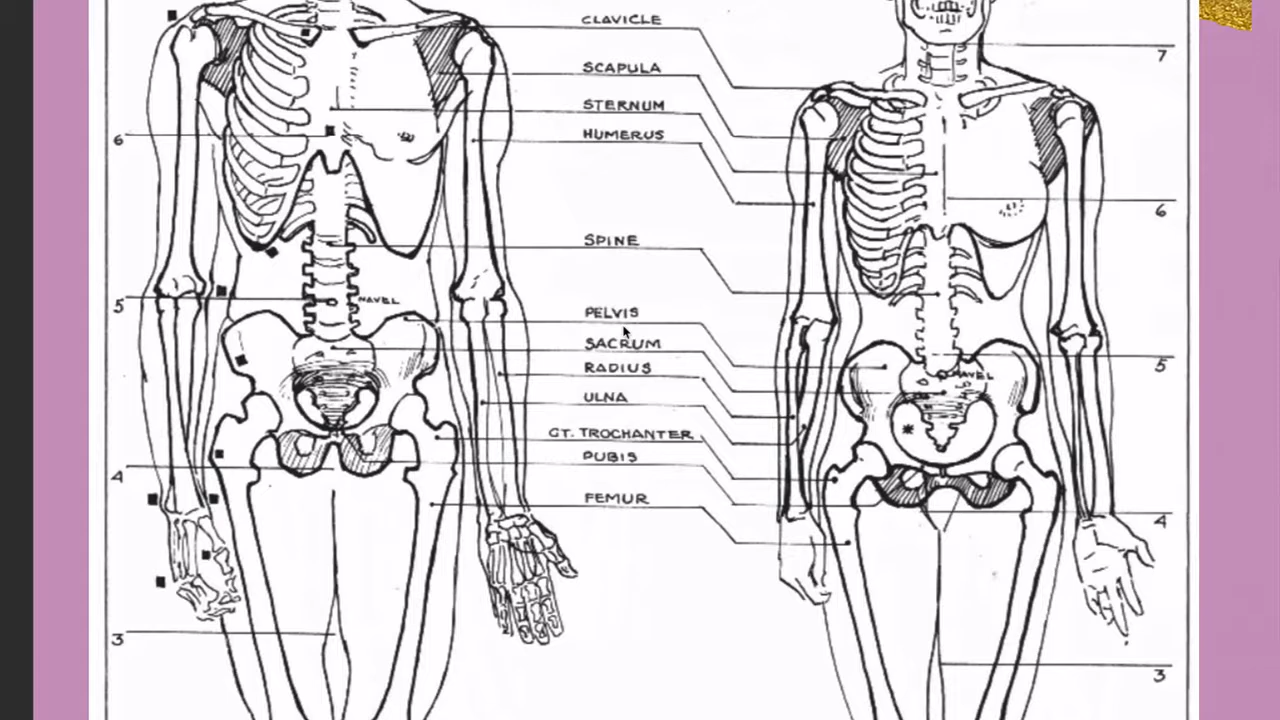 CLAVICLE
7
SCAPULA
STERNUM
HUMERUS
6
6
SPINE
5
NAVEL
PELVIS
SACRUM
5
RADIUS
NAVEL
ULNA
GT. TROCHANTER
PUBIS
4
FEMUR
4
3
3